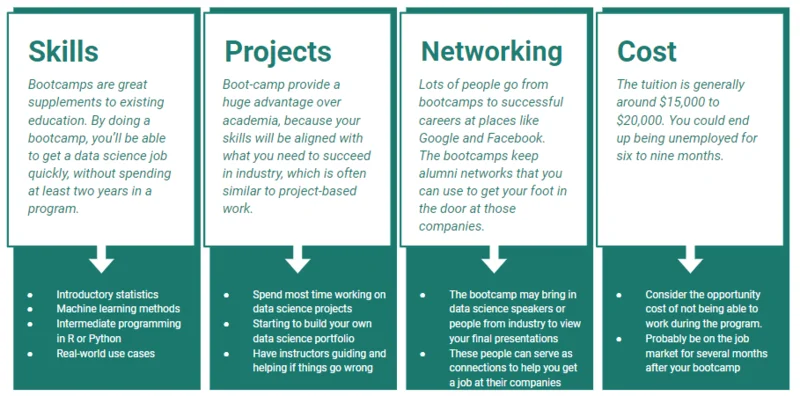 Skills
Bootcamps are great
supplements to existing
education. By doing a
bootcamp, you'll be able
to get a data science job
quickly, without spending
at least two years in a
program.
• Introductory statistics
• Machine learning methods
• Intermediate programming
in R or Python
• Real-world use cases
Projects
Boot-camp provide a
huge advantage over
academia, because your
skills will be aligned with
what you need to succeed
in industry, which is often
similar to project-based
work.
• Spend most time working on
data science projects
• Starting to build your own
data science portfolio
• Have instructors guiding and
helping if things go wrong
Networking
Lots of people go from
bootcamps to successful
careers at places like
Google and Facebook.
The bootcamps keep
alumni networks that you
can use to get your foot in
the door at those
companies.
• The bootcamp may bring in
data science speakers or
people from industry to view
your final presentations
• These people can serve as
connections to help you get
a job at their companies
Cost
The tuition is generally
around $15,000 to
$20,000. You could end
up being unemployed for
six to nine months.
• Consider the opportunity
cost of not being able to
work during the program.
• Probably be on the job
market for several months
after your bootcamp